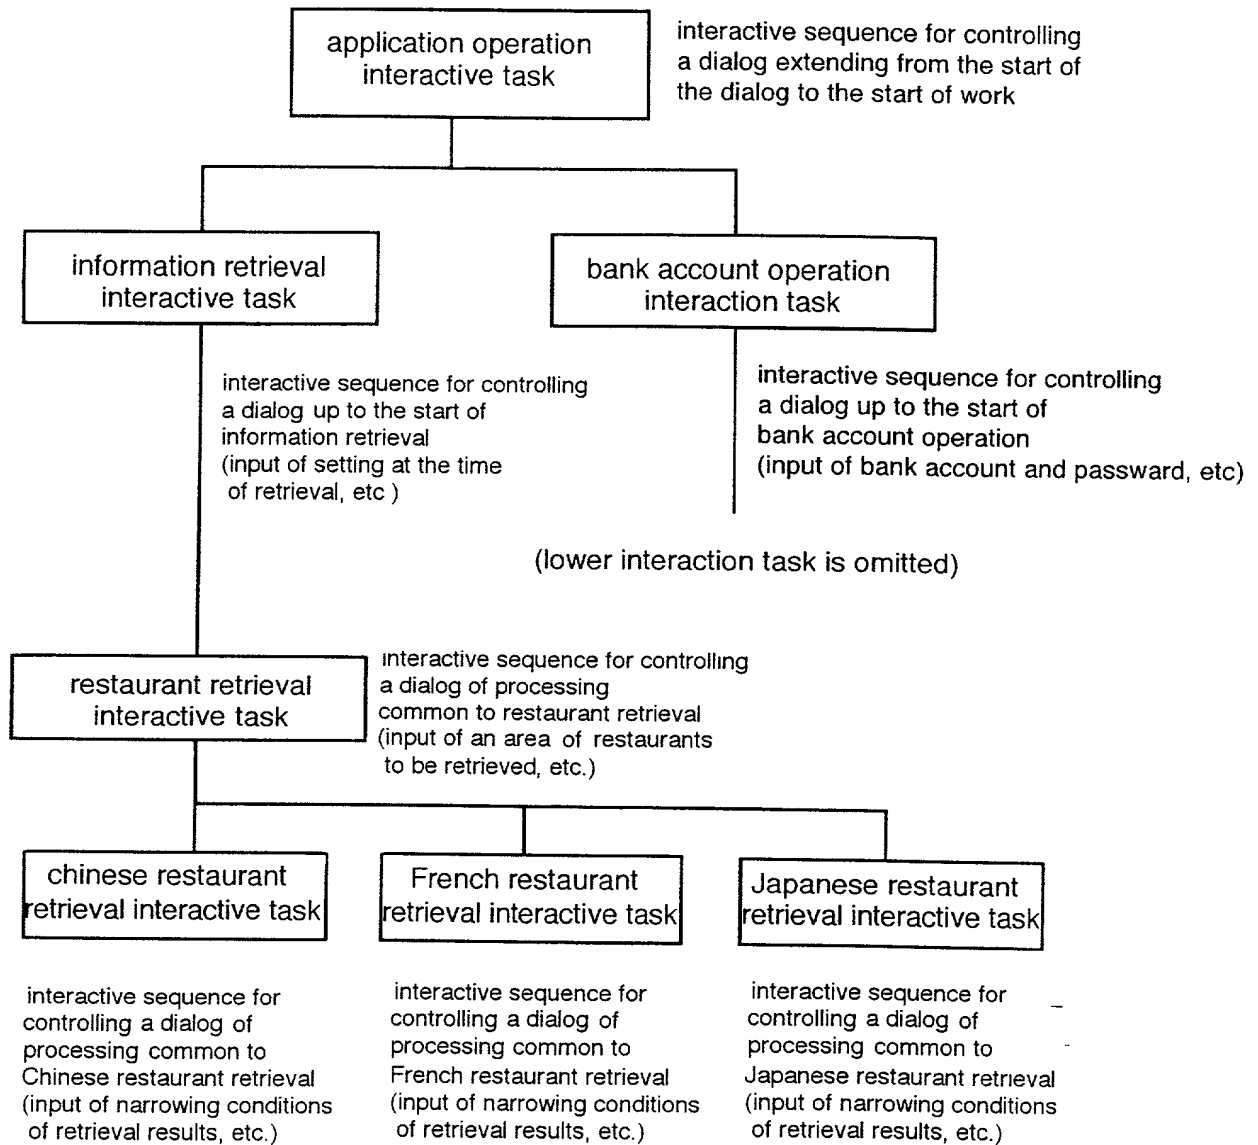 application operation
interactive task
interactive sequence for controlling
a dialog extending from the start of
the dialog to the start of work
information retrieval
interactive task
bank account operation
interaction task
interactive sequence for controlling
a dialog up to the start of
information retrieval
(input of setting at the time
of retrieval, etc )
interactive sequence for controlling
a dialog up to the start of
bank account operation
(input of bank account and passward, etc)
(lower interaction task is omitted)
restaurant retrieval
interactive task
interactive sequence for controlling
a dialog of processing
common to restaurant retrieval
(input of an area of restaurants
to be retrieved, etc.)
chinese restaurant
retrieval interactive task
French restaurant
retrieval interactive task
Japanese restaurant
retrieval interactive task
interactive sequence for
controlling a dialog of
processing common to
Chinese restaurant retrieval
(input of narrowing conditions
of retrieval results, etc.)
interactive sequence for
controlling a dialog of
processing common to
French restaurant retrieval
(input of narrowing conditions
of retrieval results, etc.)
interactive sequence for
controlling a dialog of
processing common to
Japanese restaurant retrieval
(input of narrowing conditions
of retrieval results, etc.)